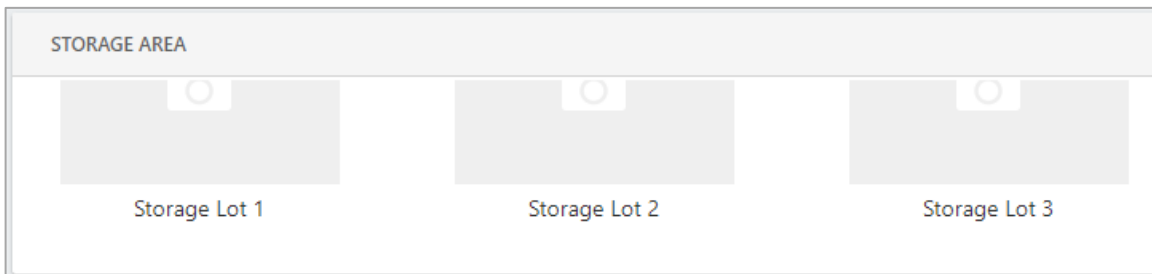 STORAGE AREA
Storage Lot 1
Storage Lot 2
Storage Lot 3